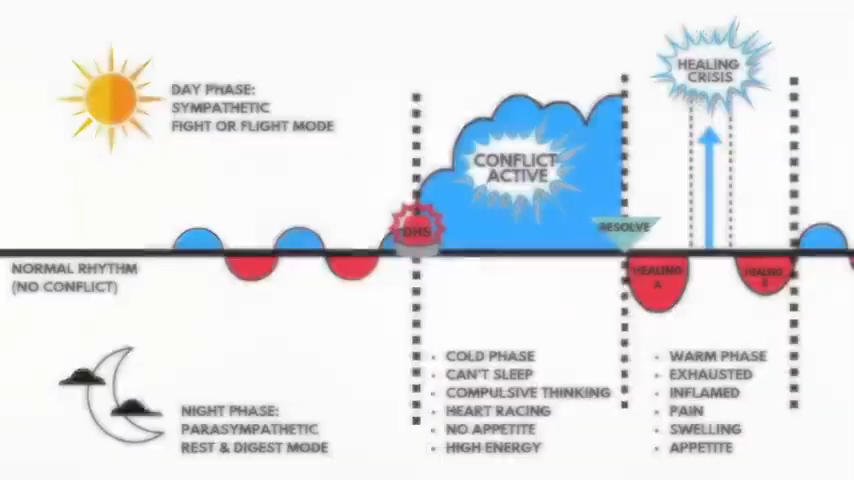 HEALING
CRISIS
DAY PHASE:
SYMPATHETIC
FIGHT OR FLIGHT MODE
CONFLICT
ACTIVE
DHS
RESOLVE
NORMAL RHYTHM
(NO CONFLICT)
HEALING
A
HEALING
B
NIGHT PHASE:
PARASYMPATHETIC
REST & DIGEST MODE
• COLD PHASE
• CAN'T SLEEP
• COMPULSIVE THINKING
• HEART RACING
• NO APPETITE
• HIGH ENERGY
• WARM PHASE
• EXHAUSTED
• INFLAMED
• PAIN
• SWELLING
• APPETITE